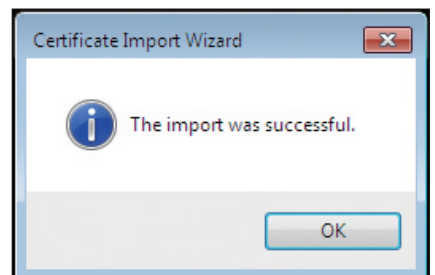 Certificate Import Wizard
The import was successful.
OK